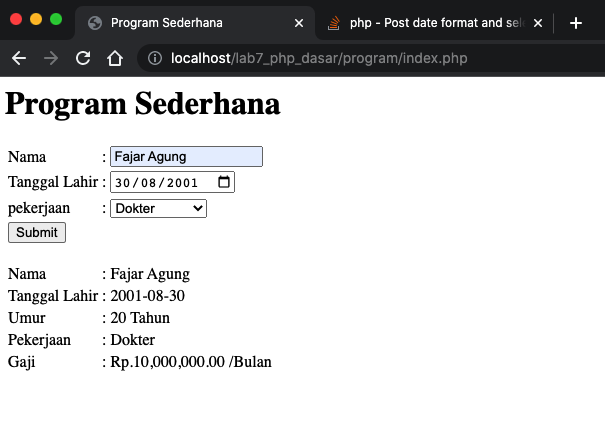 Program Sederhana
php - Post date format and sel
localhost/lab7_php_dasar/program/index.php
Program Sederhana
Nama : Fajar Agung
Tanggal Lahir : 30/08/2001
pekerjaan : Dokter
Submit
Nama : Fajar Agung
Tanggal Lahir : 2001-08-30
Umur : 20 Tahun
Pekerjaan : Dokter
Gaji : Rp.10,000,000.00 /Bulan